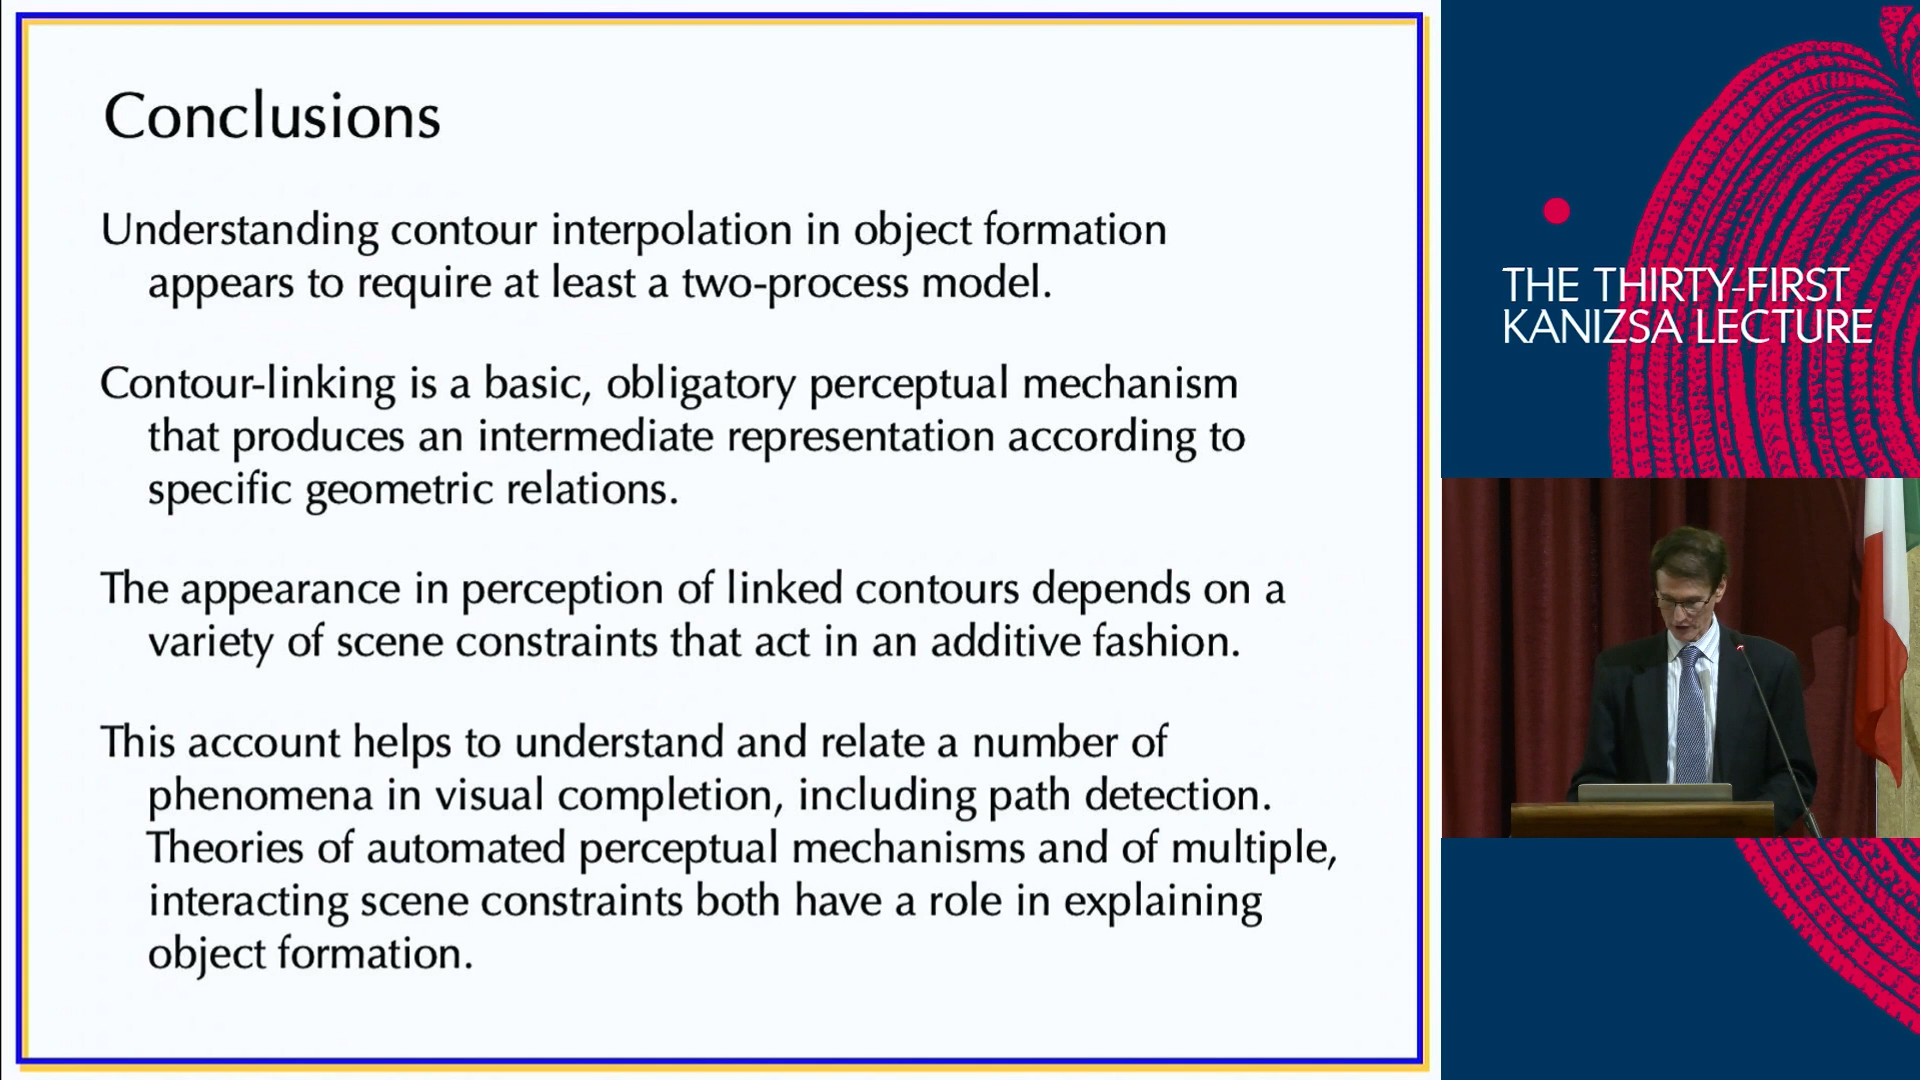 Conclusions
Understanding contour interpolation in object formation
appears to require at least a two-process model.
Contour-linking is a basic, obligatory perceptual mechanism
that produces an intermediate representation according to
specific geometric relations.
The appearance in perception of linked contours depends on a
variety of scene constraints that act in an additive fashion.
This account helps to understand and relate a number of
phenomena in visual completion, including path detection.
Theories of automated perceptual mechanisms and of multiple,
interacting scene constraints both have a role in explaining
object formation.
THE THIRTY-FIRST
KANIZSA LECTURE